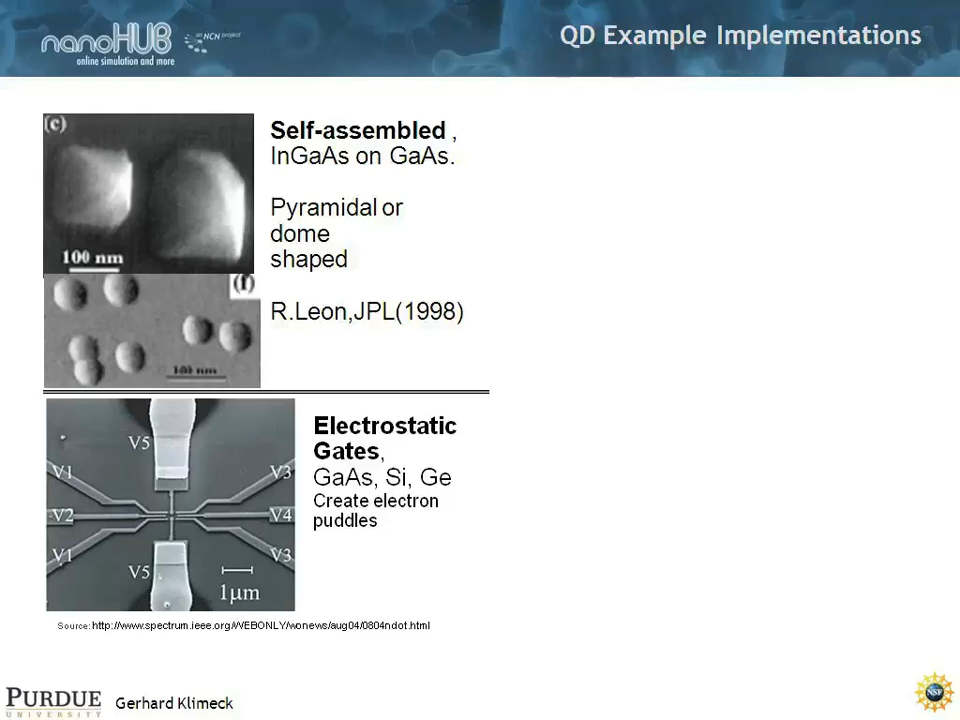 nanoHUB
an NCN project
online simulation and more
QD Example Implementations
(c)
100 nm
(f)
100 nm
Self-assembled ,
InGaAs on GaAs.
Pyramidal or
dome
shaped
R.Leon,JPL(1998)
V5
V1
V3
V2
V4
V1
V3
V5
1μm
Electrostatic
Gates,
GaAs, Si, Ge
Create electron
puddles
Source: http://www.spectrum.ieee.org/WEBONLY/wonews/aug04/0804ndot.html
PURDUE
UNIVERSITY
Gerhard Klimeck
NSF